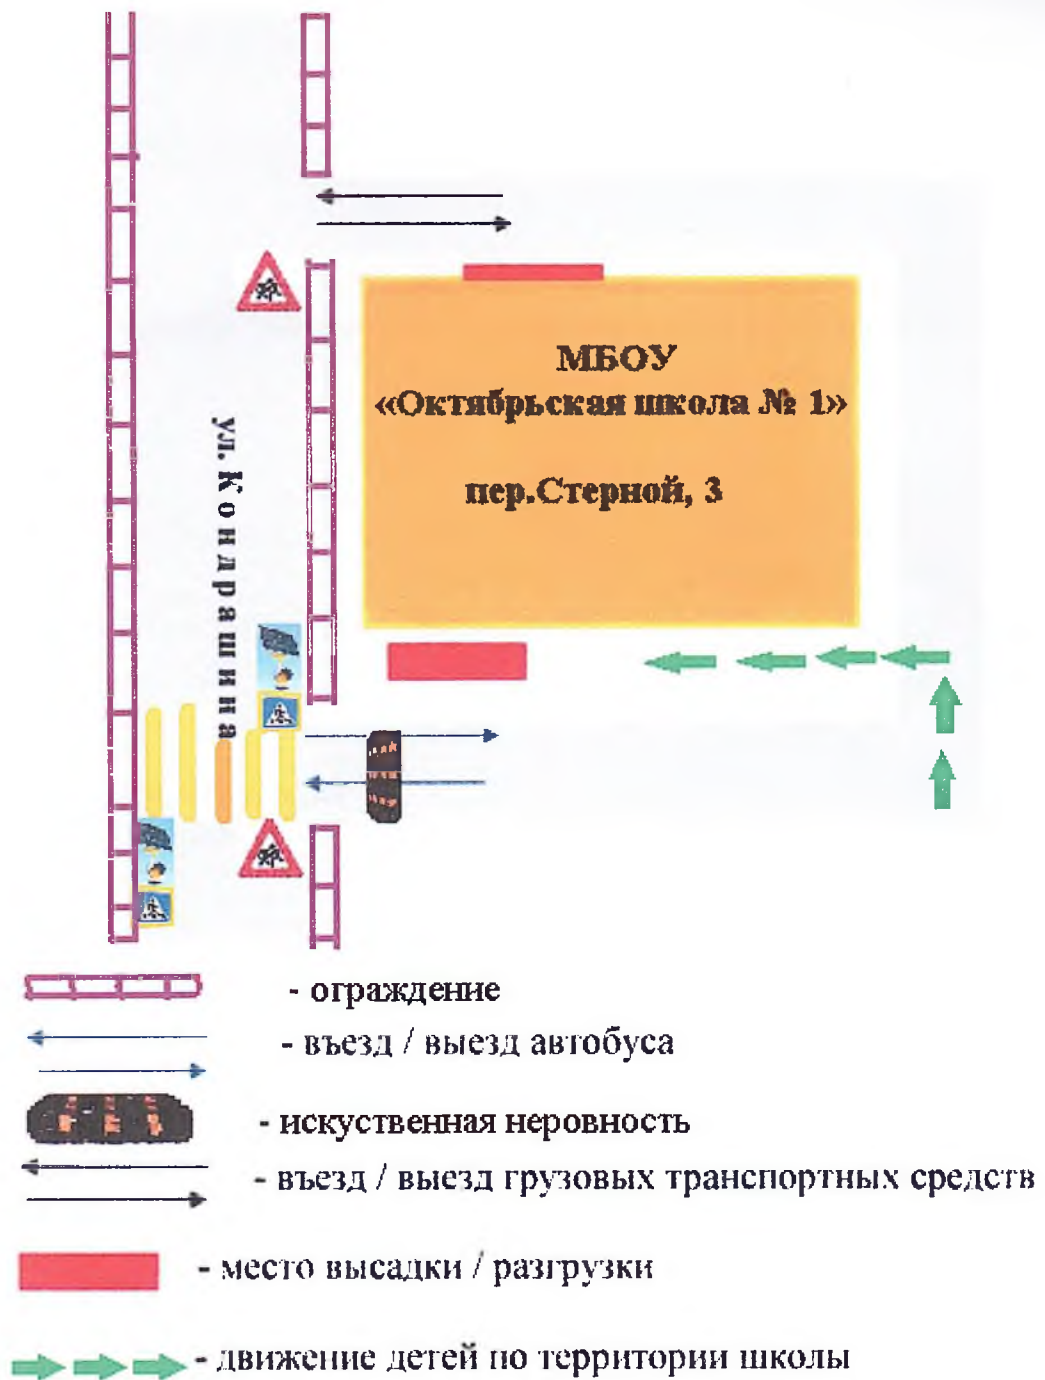 МБОУ
«Октябрьская школа № 1»
пер.Стерной, 3
ул. Кондрашина
- ограждение
- въезд / выезд автобуса
- искуственная неровность
- въезд / выезд грузовых транспортных средств
- место высадки / разгрузки
- движение детей по территории школы